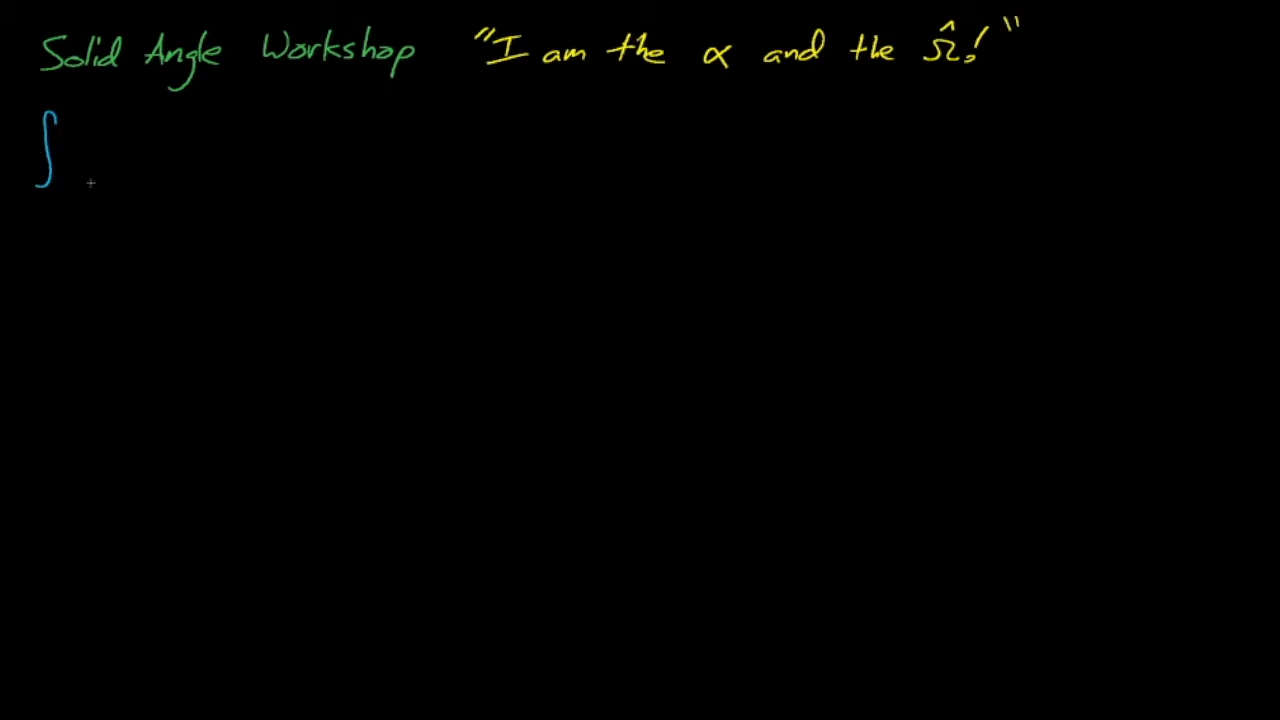 Solid Angle Workshop "I am the α and the Ω̂!"
∫